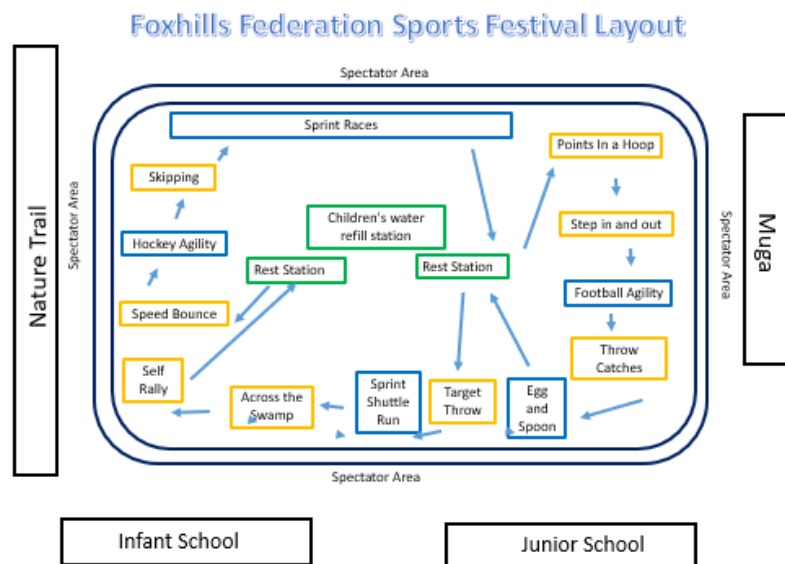 Foxhills Federation Sports Festival Layout
Spectator Area
Sprint Races
Points In a Hoop
Skipping
Children's water
refill station
Step in and out
Hockey Agility
Rest Station
Rest Station
Football Agility
Speed Bounce
Throw
Catches
Self
Rally
Across the
Swamp
Sprint
Shuttle
Run
Target
Throw
Egg
and
Spoon
Nature Trail
Spectator Area
Spectator Area
Muga
Spectator Area
Infant School
Junior School